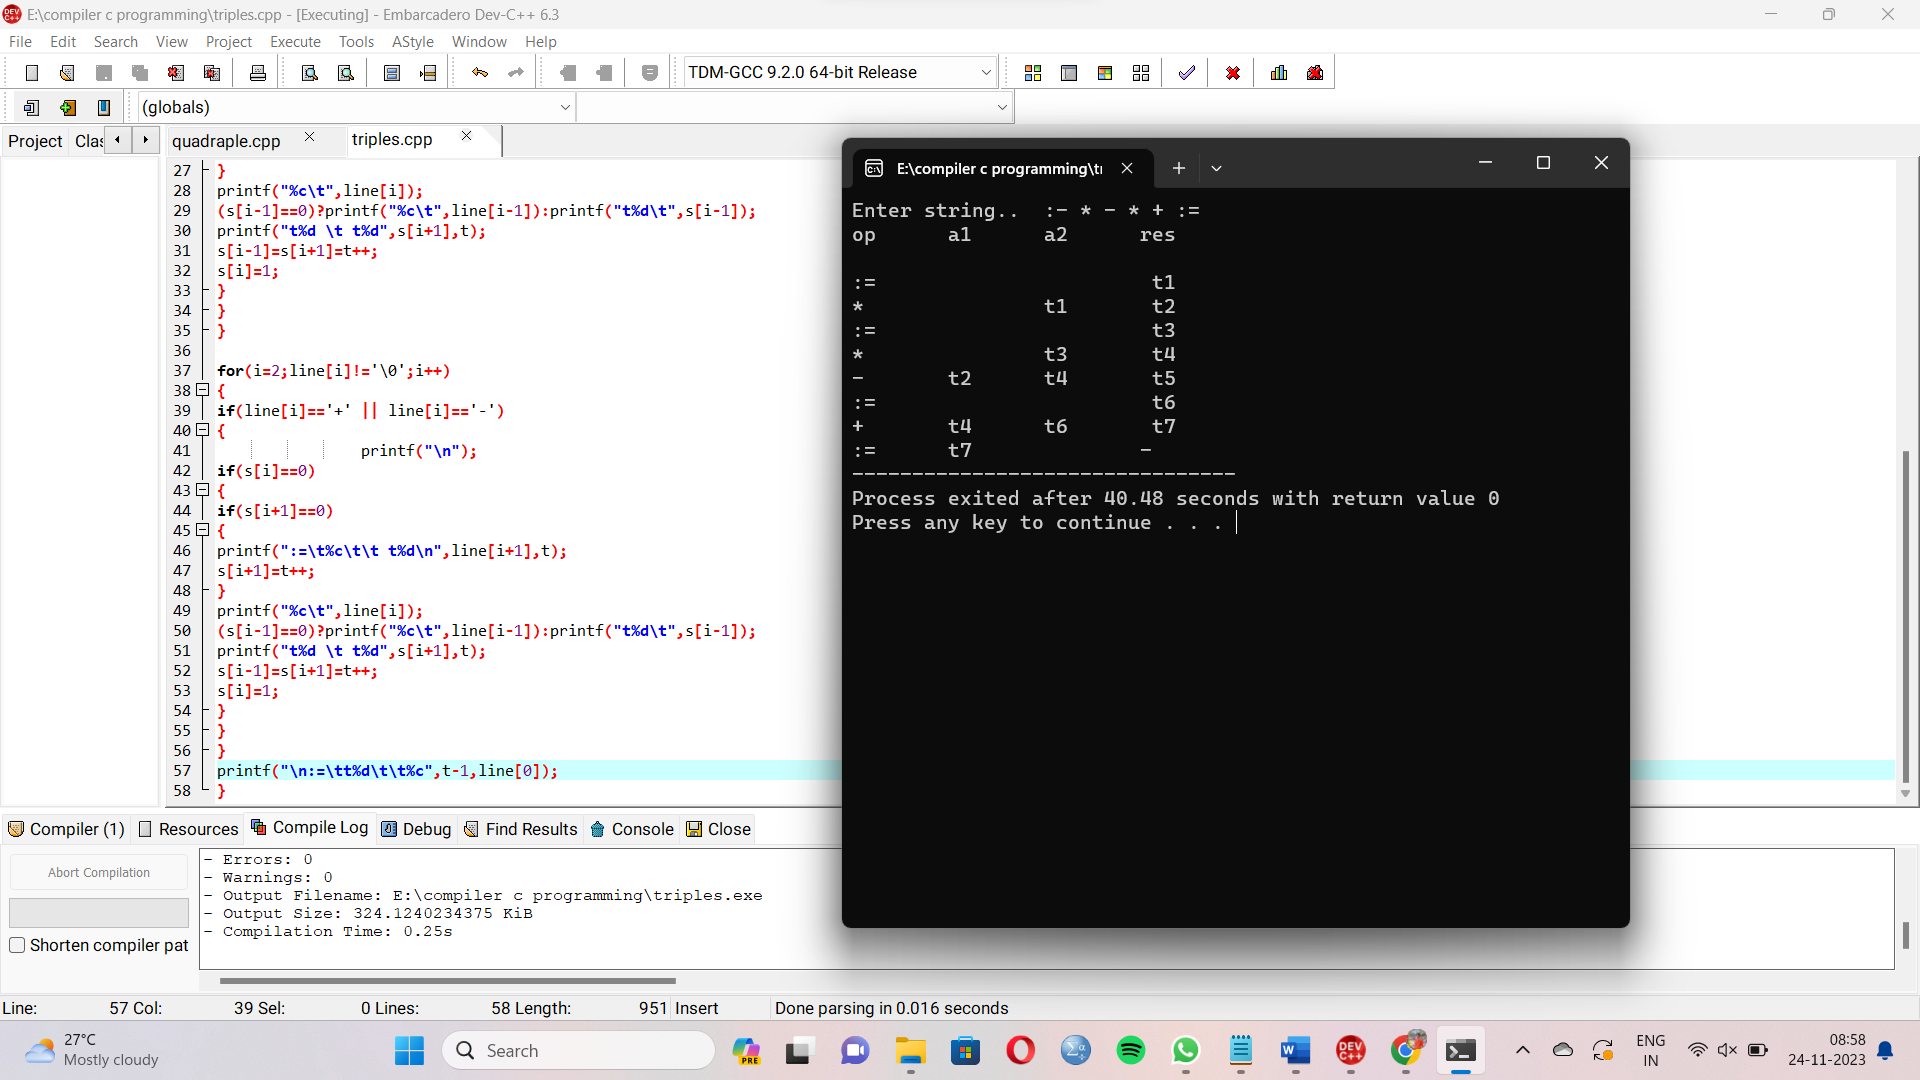 E:\compiler c programming\triples.cpp - [Executing] - Embarcadero Dev-C++ 6.3
File Edit Search View Project Execute Tools AStyle Window Help
TDM-GCC 9.2.0 64-bit Release
(globals)
Project Clas quadraple.cpp triples.cpp
27 }
28 printf("%c\t",line[i]);
29 (s[i-1]==0)?printf("%c\t",line[i-1]):printf("t%d\t",s[i-1]);
30 printf("t%d \t t%d",s[i+1],t);
31 s[i-1]=s[i+1]=t++;
32 s[i]=1;
33 }
34 }
35 }
36
37 for(i=2;line[i]!='\0';i++)
38 {
39 if(line[i]=='+' || line[i]=='-')
40 {
41 printf("\n");
42 if(s[i]==0)
43 {
44 if(s[i+1]==0)
45 {
46 printf(":=\t%c\t\t t%d\n",line[i+1],t);
47 s[i+1]=t++;
48 }
49 printf("%c\t",line[i]);
50 (s[i-1]==0)?printf("%c\t",line[i-1]):printf("t%d\t",s[i-1]);
51 printf("t%d \t t%d",s[i+1],t);
52 s[i-1]=s[i+1]=t++;
53 s[i]=1;
54 }
55 }
56 }
57 printf("\n:=\tt%d\t\t%c",t-1,line[0]);
58 }
E:\compiler c programming\tr
Enter string.. :- * - * + :=
op a1 a2 res
:= t1
* t1 t2
:= t3
* t3 t4
- t2 t4 t5
:= t6
+ t4 t6 t7
:= t7 -
--------------------------------
Process exited after 40.48 seconds with return value 0
Press any key to continue . . .
Compiler (1) Resources Compile Log Debug Find Results Console Close
Abort Compilation
Shorten compiler pat
- Errors: 0
- Warnings: 0
- Output Filename: E:\compiler c programming\triples.exe
- Output Size: 324.1240234375 KiB
- Compilation Time: 0.25s
Line: 57 Col: 39 Sel: 0 Lines: 58 Length: 951 Insert Done parsing in 0.016 seconds
27°C
Mostly cloudy
Search
PRE
DEV C++
ENG
IN
08:58
24-11-2023